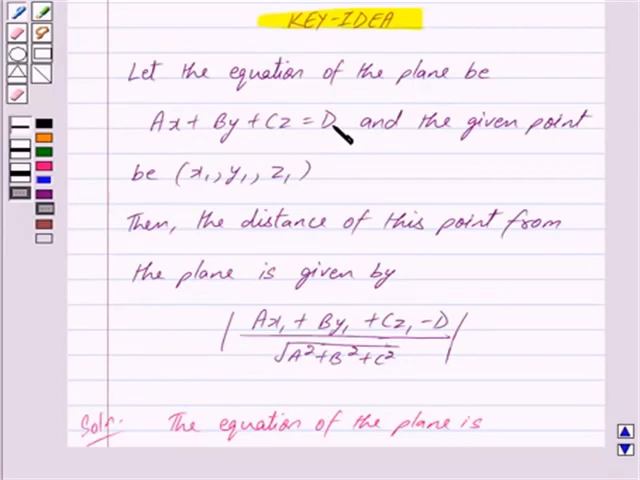 KEY-IDEA
Let the equation of the plane be
Ax + By + Cz = D and the given point
be (x₁, y₁, z₁)
Then, the distance of this point from
the plane is given by
| Ax₁ + By₁ + Cz₁ - D |
√A² + B² + C²
Soln. The equation of the plane is